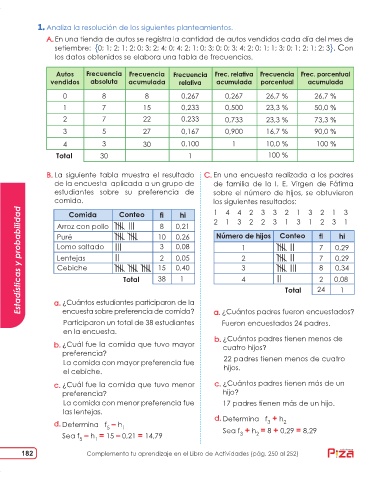 1. Analiza la resolución de los siguientes planteamientos.
A. En una tienda de autos se registra la cantidad de autos vendidos cada día del mes de
setiembre: {0; 1; 2; 1; 2; 0; 3; 2; 4; 0; 4; 2; 1; 0; 3; 0; 0; 3; 4; 2; 0; 1; 1; 3; 0; 1; 2; 1; 2; 3}. Con
los datos obtenidos se elabora una tabla de frecuencias.
Autos vendidos Frecuencia absoluta Frecuencia acumulada Frecuencia relativa Frec. relativa acumulada Frecuencia porcentual Frec. porcentual acumulada
0 8 8 0,267 0,267 26,7 % 26,7 %
1 7 15 0,233 0,500 23,3 % 50,0 %
2 7 22 0,233 0,733 23,3 % 73,3 %
3 5 27 0,167 0,900 16,7 % 90,0 %
4 3 30 0,100 1 10,0 % 100 %
Total 30 1 100 %
B. La siguiente tabla muestra el resultado
de la encuesta aplicada a un grupo de
estudiantes sobre su preferencia de
comida.
Comida Conteo fi hi
Arroz con pollo 8 0,21
Puré 10 0,26
Lomo saltado 3 0,08
Lentejas 2 0,05
Cebiche 15 0,40
Total 38 1
a. ¿Cuántos estudiantes participaron de la
encuesta sobre preferencia de comida?
Participaron un total de 38 estudiantes
en la encuesta.
b. ¿Cuál fue la comida que tuvo mayor
preferencia?
La comida con mayor preferencia fue
el cebiche.
c. ¿Cuál fue la comida que tuvo menor
preferencia?
La comida con menor preferencia fue
las lentejas.
d. Determina f5 – h1
Sea f5 – h1 = 15 – 0,21 = 14,79
C. En una encuesta realizada a los padres
de familia de la I. E. Virgen de Fátima
sobre el número de hijos, se obtuvieron
los siguientes resultados:
1 4 4 2 3 3 2 1 3 2 1 3
2 1 3 2 2 3 1 3 1 2 3 1
Número de hijos Conteo fi hi
1 7 0,29
2 7 0,29
3 8 0,34
4 2 0,08
Total 24 1
a. ¿Cuántos padres fueron encuestados?
Fueron encuestados 24 padres.
b. ¿Cuántos padres tienen menos de
cuatro hijos?
22 padres tienen menos de cuatro
hijos.
c. ¿Cuántos padres tienen más de un
hijo?
17 padres tienen más de un hijo.
d. Determina f3 + h2
Sea f3 + h2 = 8 + 0,29 = 8,29
Estadísticas y probabilidad
182 Complementa tu aprendizaje en el Libro de Actividades (pág. 250 al 252)